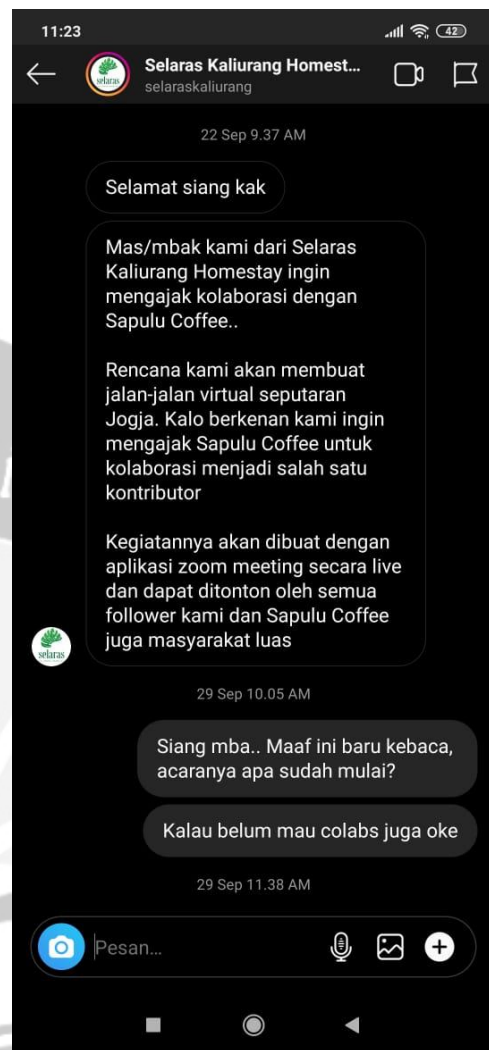 11:23
42
selaras
Selaras Kaliurang Homest...
selaraskaliurang
22 Sep 9.37 AM
Selamat siang kak
Mas/mbak kami dari Selaras
Kaliurang Homestay ingin
mengajak kolaborasi dengan
Sapulu Coffee..
Rencana kami akan membuat
jalan-jalan virtual seputaran
Jogja. Kalo berkenan kami ingin
mengajak Sapulu Coffee untuk
kolaborasi menjadi salah satu
kontributor
Kegiatannya akan dibuat dengan
aplikasi zoom meeting secara live
dan dapat ditonton oleh semua
follower kami dan Sapulu Coffee
juga masyarakat luas
selaras
29 Sep 10.05 AM
Siang mba.. Maaf ini baru kebaca,
acaranya apa sudah mulai?
Kalau belum mau colabs juga oke
29 Sep 11.38 AM
Pesan...